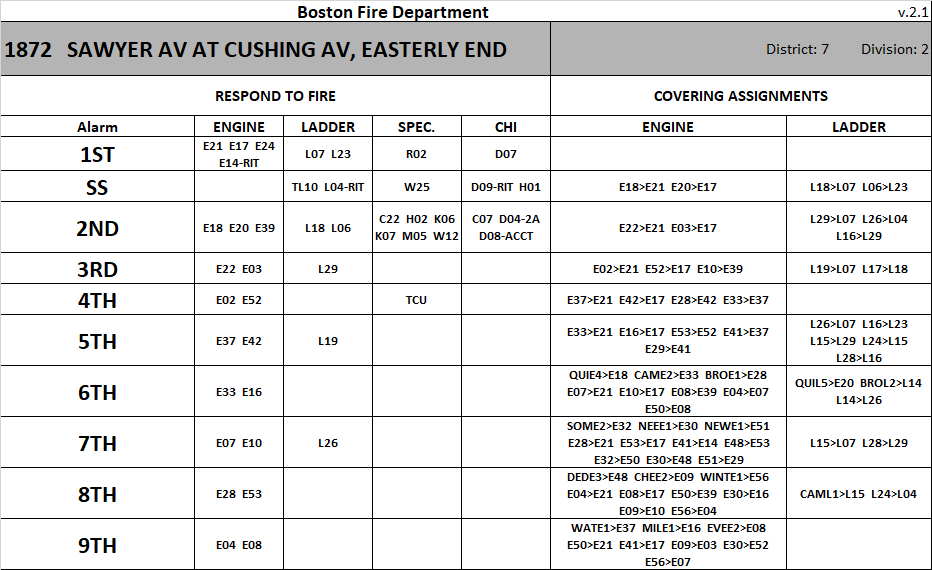 Boston Fire Department
v.2.1
1872 SAWYER AV AT CUSHING AV, EASTERLY END
District: 7 Division: 2
RESPOND TO FIRE
COVERING ASSIGNMENTS
Alarm ENGINE LADDER SPEC. CHI ENGINE LADDER
1ST
E21 E17 E24
E14-RIT
L07 L23
R02
D07
SS
TL10 L04-RIT
W25
D09-RIT H01
E18>E21 E20>E17
L18>L07 L06>L23
2ND
E18 E20 E39
L18 L06
C22 H02 K06
K07 M05 W12
C07 D04-2A
D08-ACCT
E22>E21 E03>E17
L29>L07 L26>L04
L16>L29
3RD
E22 E03
L29
E02>E21 E52>E17 E10>E39
L19>L07 L17>L18
4TH
E02 E52
TCU
E37>E21 E42>E17 E28>E42 E33>E37
5TH
E37 E42
L19
E33>E21 E16>E17 E53>E52 E41>E37
E29>E41
L26>L07 L16>L23
L15>L29 L24>L15
L28>L16
6TH
E33 E16
QUIE4>E18 CAME2>E33 BROE1>E28
E07>E21 E10>E17 E08>E39 E04>E07
E50>E08
QUIL5>E20 BROL2>L14
L14>L26
7TH
E07 E10
L26
SOME2>E32 NEEE1>E30 NEWE1>E51
E28>E21 E53>E17 E41>E14 E48>E53
E32>E50 E30>E48 E51>E29
L15>L07 L28>L29
8TH
E28 E53
DEDE3>E48 CHEE2>E09 WINTE1>E56
E04>E21 E08>E17 E50>E39 E30>E16
E09>E10 E56>E04
CAML1>L15 L24>L04
9TH
E04 E08
WATE1>E37 MILE1>E16 EVEE2>E08
E50>E21 E41>E17 E09>E03 E30>E52
E56>E07